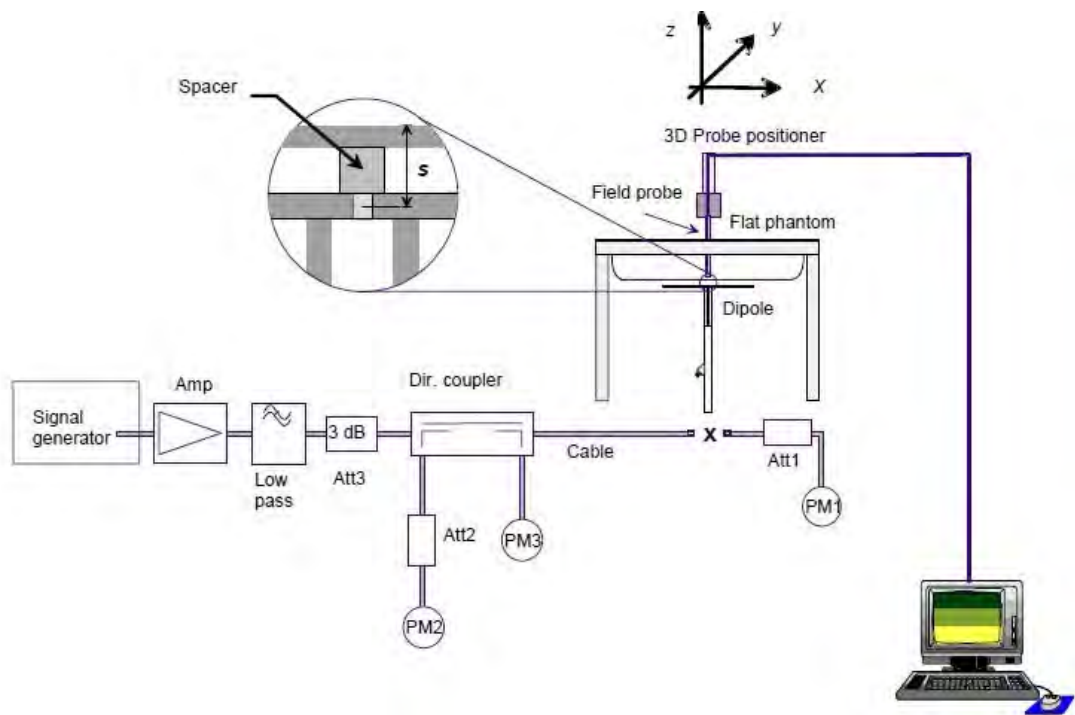 z
y
x
Spacer
s
3D Probe positioner
Field probe
Flat phantom
Dipole
Signal
generator
Amp
Low
pass
3 dB
Att3
Dir. coupler
Cable
X
Att1
PM1
Att2
PM3
PM2